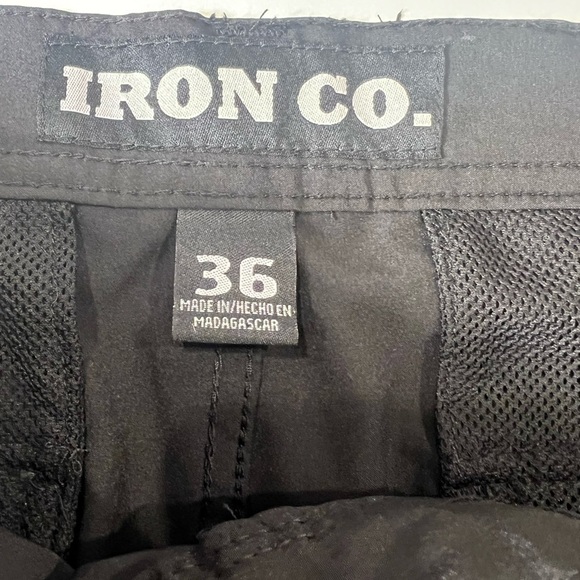 IRON CO.
36
MADE IN/HECHO EN
MADAGASCAR